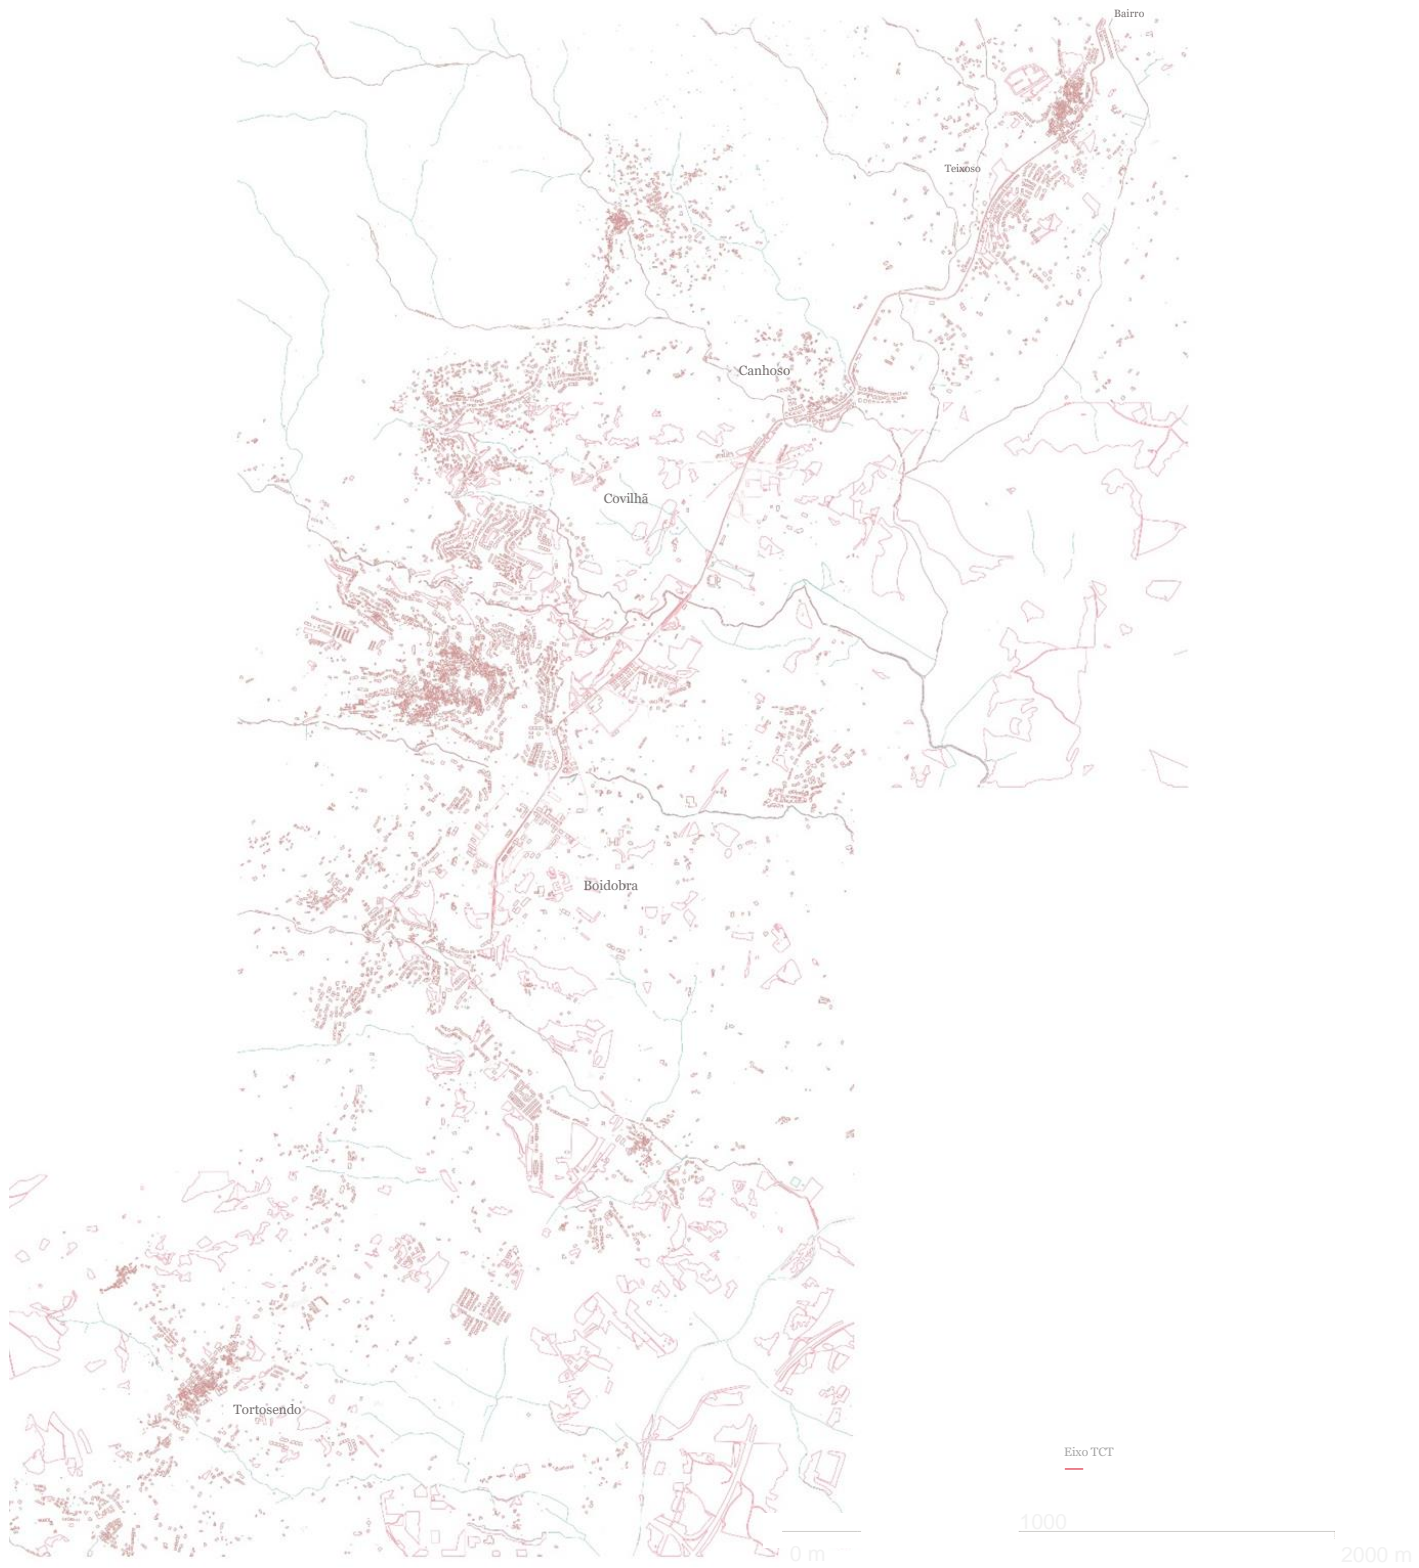 Bairro
Teixoso
Canhoso
Covilhã
Boidobra
Tortosendo
Eixo TCT
1000
0 m
2000 m